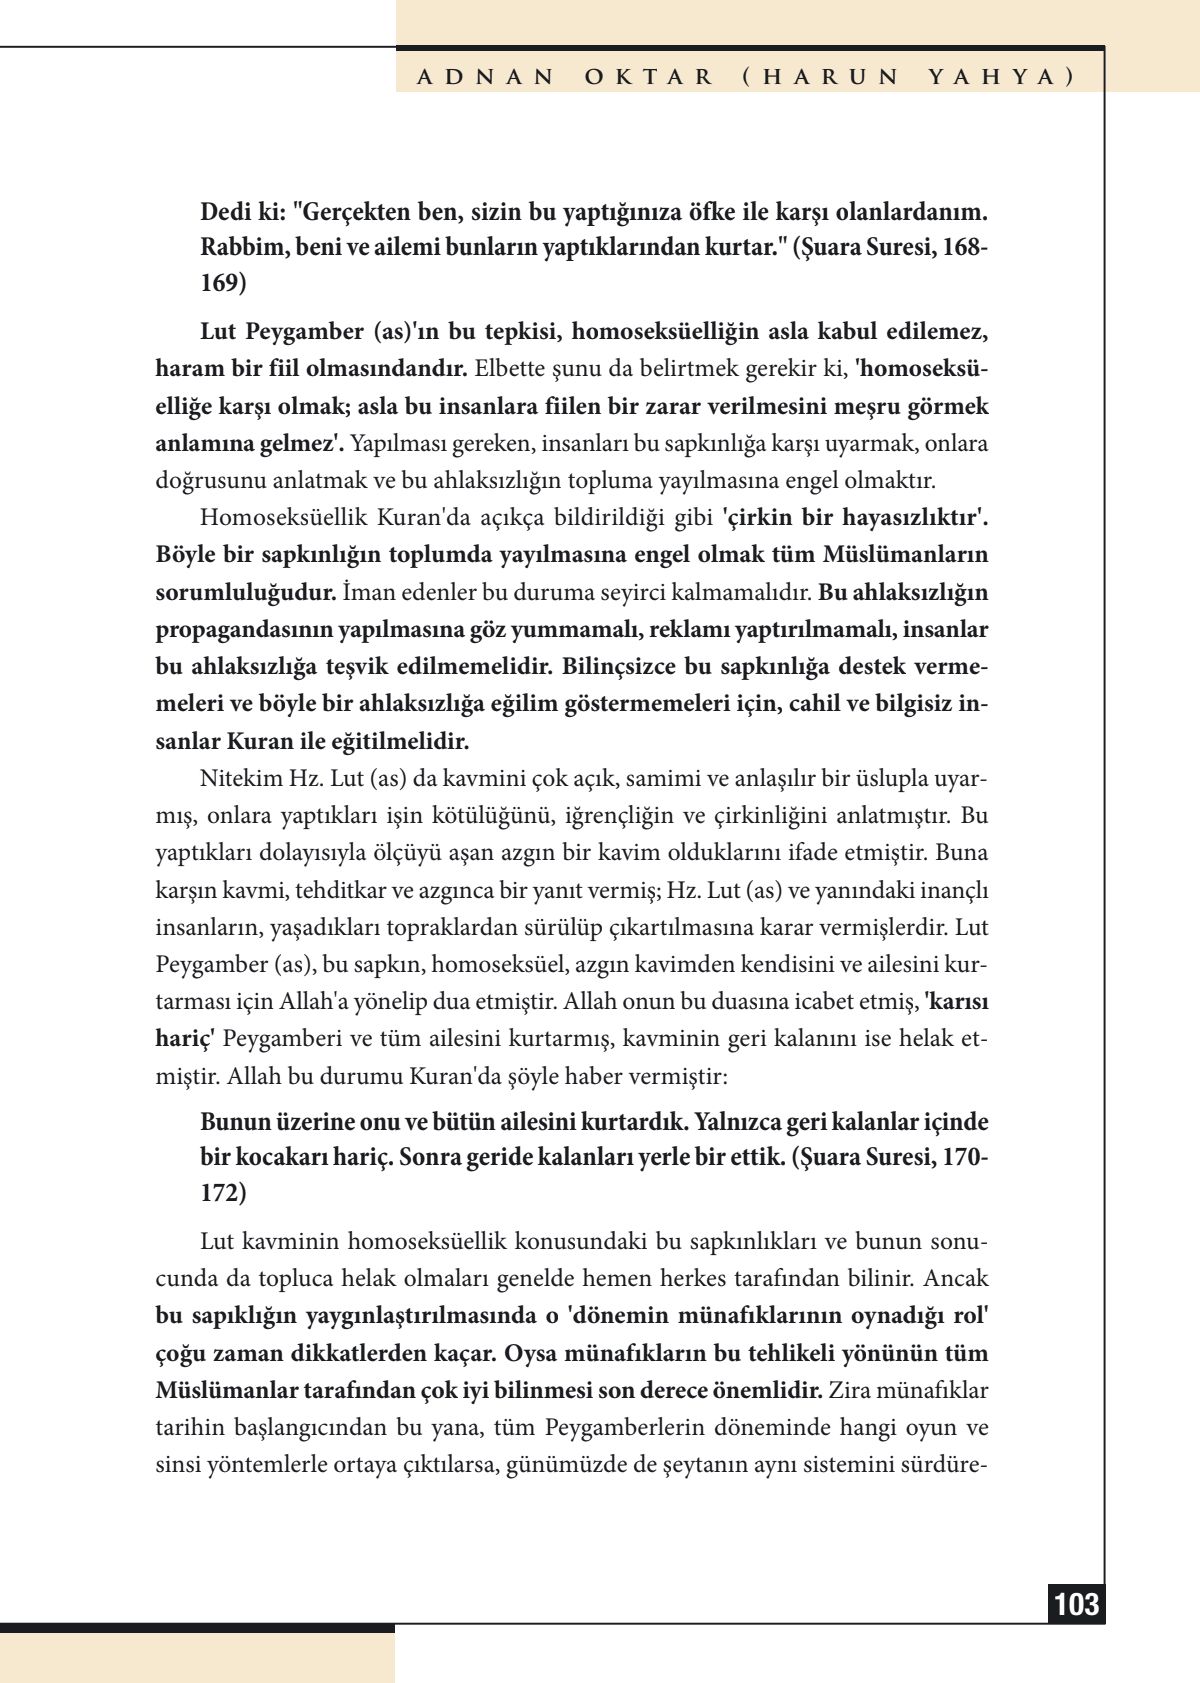 ADNAN OKTAR (HARUN YAHYA)
Dedi ki: "Gerçekten ben, sizin bu yaptığınıza öfke ile karşı olanlardanım.
Rabbim, beni ve ailemi bunların yaptıklarından kurtar." (Şuara Suresi, 168-
169)
Lut Peygamber (as)'ın bu tepkisi, homoseksüelliğin asla kabul edilemez,
haram bir fiil olmasındandır. Elbette şunu da belirtmek gerekir ki, 'homoseksü-
elliğe karşı olmak; asla bu insanlara fiilen bir zarar verilmesini meşru görmek
anlamına gelmez'. Yapılması gereken, insanları bu sapkınlığa karşı uyarmak, onlara
doğrusunu anlatmak ve bu ahlaksızlığın topluma yayılmasına engel olmaktır.
Homoseksüellik Kuran'da açıkça bildirildiği gibi 'çirkin bir hayasızlıktır'.
Böyle bir sapkınlığın toplumda yayılmasına engel olmak tüm Müslümanların
sorumluluğudur. İman edenler bu duruma seyirci kalmamalıdır. Bu ahlaksızlığın
propagandasının yapılmasına göz yummamalı, reklamı yaptırılmamalı, insanlar
bu ahlaksızlığa teşvik edilmemelidir. Bilinçsizce bu sapkınlığa destek verme-
meleri ve böyle bir ahlaksızlığa eğilim göstermemeleri için, cahil ve bilgisiz in-
sanlar Kuran ile eğitilmelidir.
Nitekim Hz. Lut (as) da kavmini çok açık, samimi ve anlaşılır bir üslupla uyar-
mış, onlara yaptıkları işin kötülüğünü, iğrençliğin ve çirkinliğini anlatmıştır. Bu
yaptıkları dolayısıyla ölçüyü aşan azgın bir kavim olduklarını ifade etmiştir. Buna
karşın kavmi, tehditkar ve azgınca bir yanıt vermiş; Hz. Lut (as) ve yanındaki inançlı
insanların, yaşadıkları topraklardan sürülüp çıkartılmasına karar vermişlerdir. Lut
Peygamber (as), bu sapkın, homoseksüel, azgın kavimden kendisini ve ailesini kur-
tarması için Allah'a yönelip dua etmiştir. Allah onun bu duasına icabet etmiş, 'karısı
hariç' Peygamberi ve tüm ailesini kurtarmış, kavminin geri kalanını ise helak et-
miştir. Allah bu durumu Kuran'da şöyle haber vermiştir:
Bunun üzerine onu ve bütün ailesini kurtardık. Yalnızca geri kalanlar içinde
bir kocakarı hariç. Sonra geride kalanları yerle bir ettik. (Şuara Suresi, 170-
172)
Lut kavminin homoseksüellik konusundaki bu sapkınlıkları ve bunun sonu-
cunda da topluca helak olmaları genelde hemen herkes tarafından bilinir. Ancak
bu sapıklığın yaygınlaştırılmasında o 'dönemin münafıklarının oynadığı rol'
çoğu zaman dikkatlerden kaçar. Oysa münafıkların bu tehlikeli yönünün tüm
Müslümanlar tarafından çok iyi bilinmesi son derece önemlidir. Zira münafıklar
tarihin başlangıcından bu yana, tüm Peygamberlerin döneminde hangi oyun ve
sinsi yöntemlerle ortaya çıktılarsa, günümüzde de şeytanın aynı sistemini sürdüre-
103